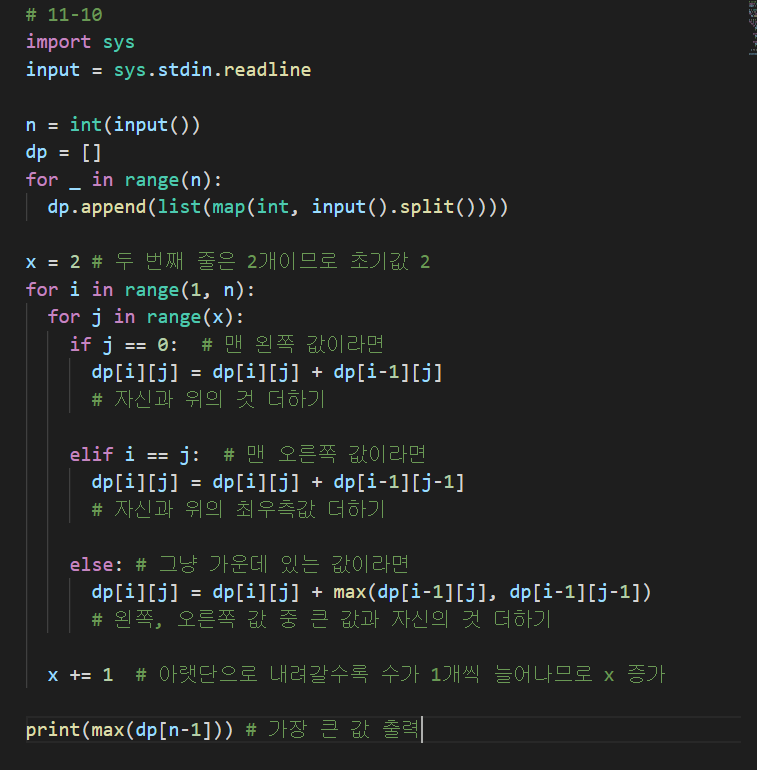 # 11-10
import sys
input = sys.stdin.readline
n = int(input())
dp = []
for _ in range(n):
  dp.append(list(map(int, input().split())))
x = 2 # 두 번째 줄은 2개이므로 초기값 2
for i in range(1, n):
  for j in range(x):
    if j == 0:  # 맨 왼쪽 값이라면
      dp[i][j] = dp[i][j] + dp[i-1][j]
      # 자신과 위의 것 더하기
    elif i == j:  # 맨 오른쪽 값이라면
      dp[i][j] = dp[i][j] + dp[i-1][j-1]
      # 자신과 위의 최우측값 더하기
    else: # 그냥 가운데 있는 값이라면
      dp[i][j] = dp[i][j] + max(dp[i-1][j], dp[i-1][j-1])
      # 왼쪽, 오른쪽 값 중 큰 값과 자신의 것 더하기
  x += 1  # 아랫단으로 내려갈수록 수가 1개씩 늘어나므로 x 증가
print(max(dp[n-1])) # 가장 큰 값 출력